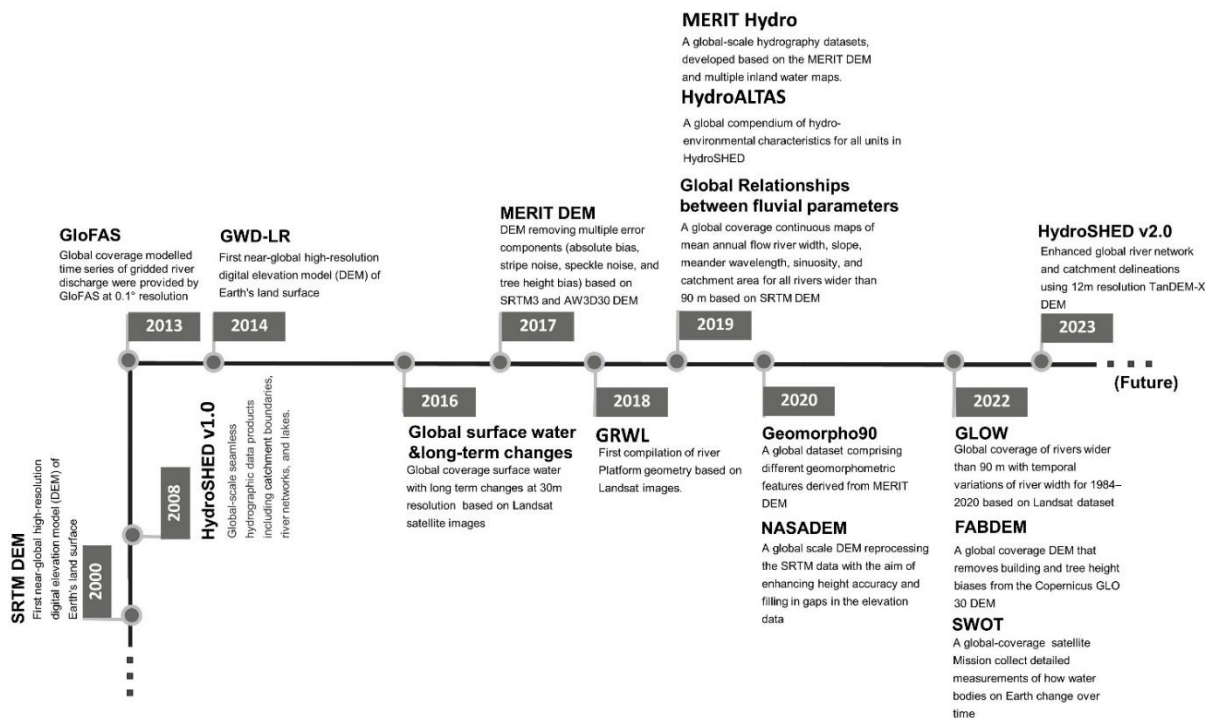 MERIT Hydro
A global-scale hydrography datasets,
developed based on the MERIT DEM
and multiple inland water maps.
HydroALTAS
A global compendium of hydro-
environmental characteristics for all units in
HydroSHED
Global Relationships
between fluvial parameters
A global coverage continuous maps of
mean annual flow river width, slope,
meander wavelength, sinuosity, and
catchment area for all rivers wider than
90 m based on SRTM DEM
GloFAS
Global coverage modelled
time series of gridded river
discharge were provided by
GloFAS at 0.1° resolution
GWD-LR
First near-global high-resolution
digital elevation model (DEM) of
Earth's land surface
MERIT DEM
DEM removing multiple error
components (absolute bias,
stripe noise, speckle noise, and
tree height bias) based on
SRTM3 and AW3D30 DEM
HydroSHED v2.0
Enhanced global river network
and catchment delineations
using 12m resolution TanDEM-X
DEM
2013
2014
2017
2019
2023
(Future)
2016
Global surface water
&long-term changes
Global coverage surface water
with long term changes at 30m
resolution based on Landsat
satellite images
2018
GRWL
First compilation of river
Platform geometry based on
Landsat images.
2020
Geomorpho90
A global dataset comprising
different geomorphometric
features derived from MERIT
DEM
NASADEM
A global scale DEM reprocessing
the SRTM data with the aim of
enhancing height accuracy and
filling in gaps in the elevation
data
2022
GLOW
Global coverage of rivers wider
than 90 m with temporal
variations of river width for 1984–
2020 based on Landsat dataset
FABDEM
A global coverage DEM that
removes building and tree height
biases from the Copernicus GLO
30 DEM
SWOT
A global-coverage satellite
Mission collect detailed
measurements of how water
bodies on Earth change over
time
2008
HydroSHED v1.0
Global-scale seamless
hydrographic data products
including catchment boundaries,
river networks, and lakes.
SRTM DEM
First near-global high-resolution
digital elevation model (DEM) of
Earth's land surface
2000